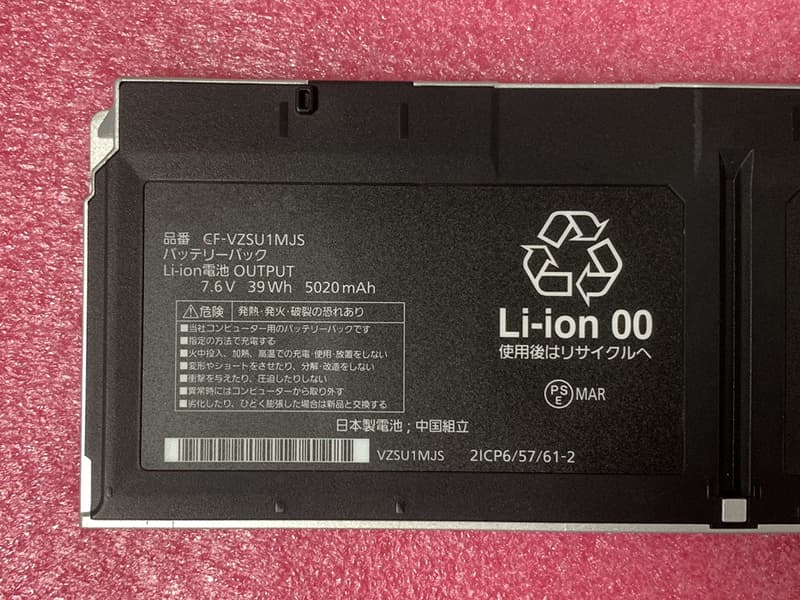 品番 CF-VZSU1MJS
バッテリーパック
Li-ion電池 OUTPUT
7.6V 39Wh 5020mAh
⚠危険 発熱・発火・破裂の恐れあり
■当社コンピューター用のバッテリーパックです
■指定の方法で充電する
■火中投入、加熱、高温での充電・使用・放置をしない
■変形やショートをさせたり、分解・改造をしない
■衝撃を与えたり、圧迫したりしない
■異常時にはコンピューターから取り外す
■劣化したり、ひどく膨張した場合は新品と交換する
日本製電池；中国組立
VZSU1MJS 2ICP6/57/61-2
Li-ion 00
使用後はリサイクルへ
PS
E MAR